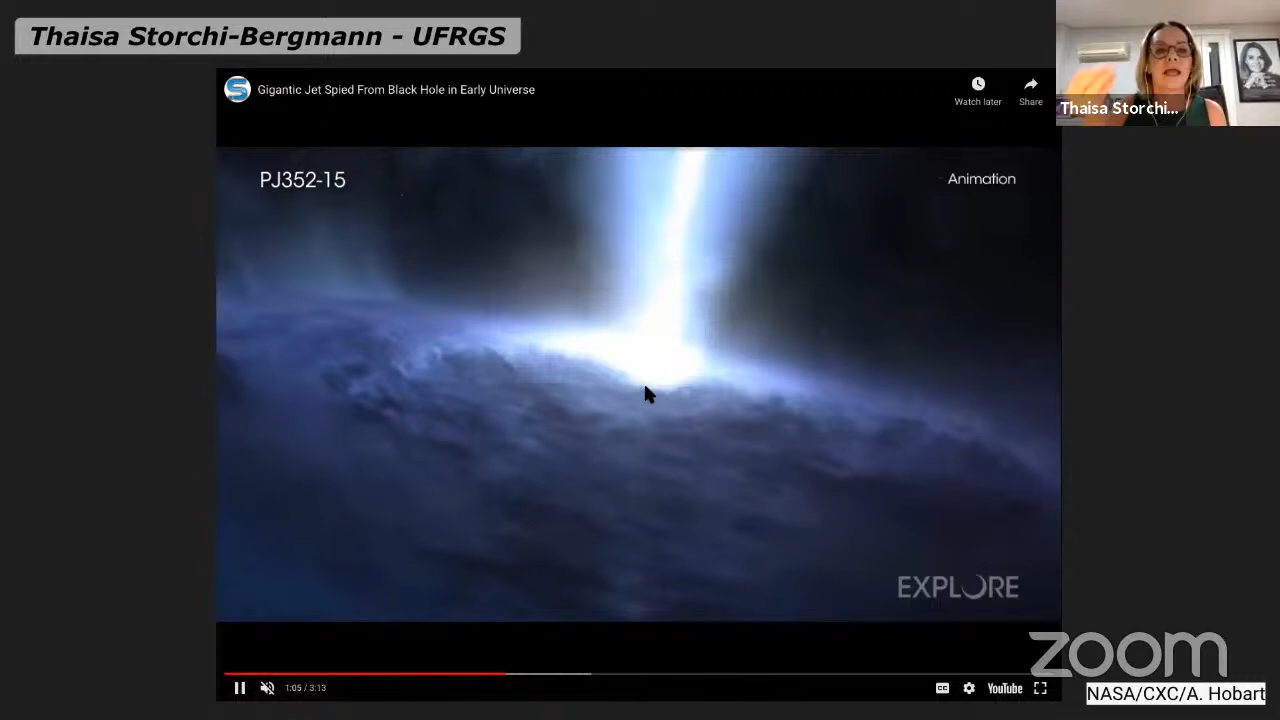 Thaisa Storchi-Bergmann - UFRGS
Gigantic Jet Spied From Black Hole in Early Universe
Watch later
Share
Thaisa Storchi...
PJ352-15
Animation
EXPLORE
zoom
1:05 / 3:13
CC
YouTube
NASA/CXC/A. Hobart